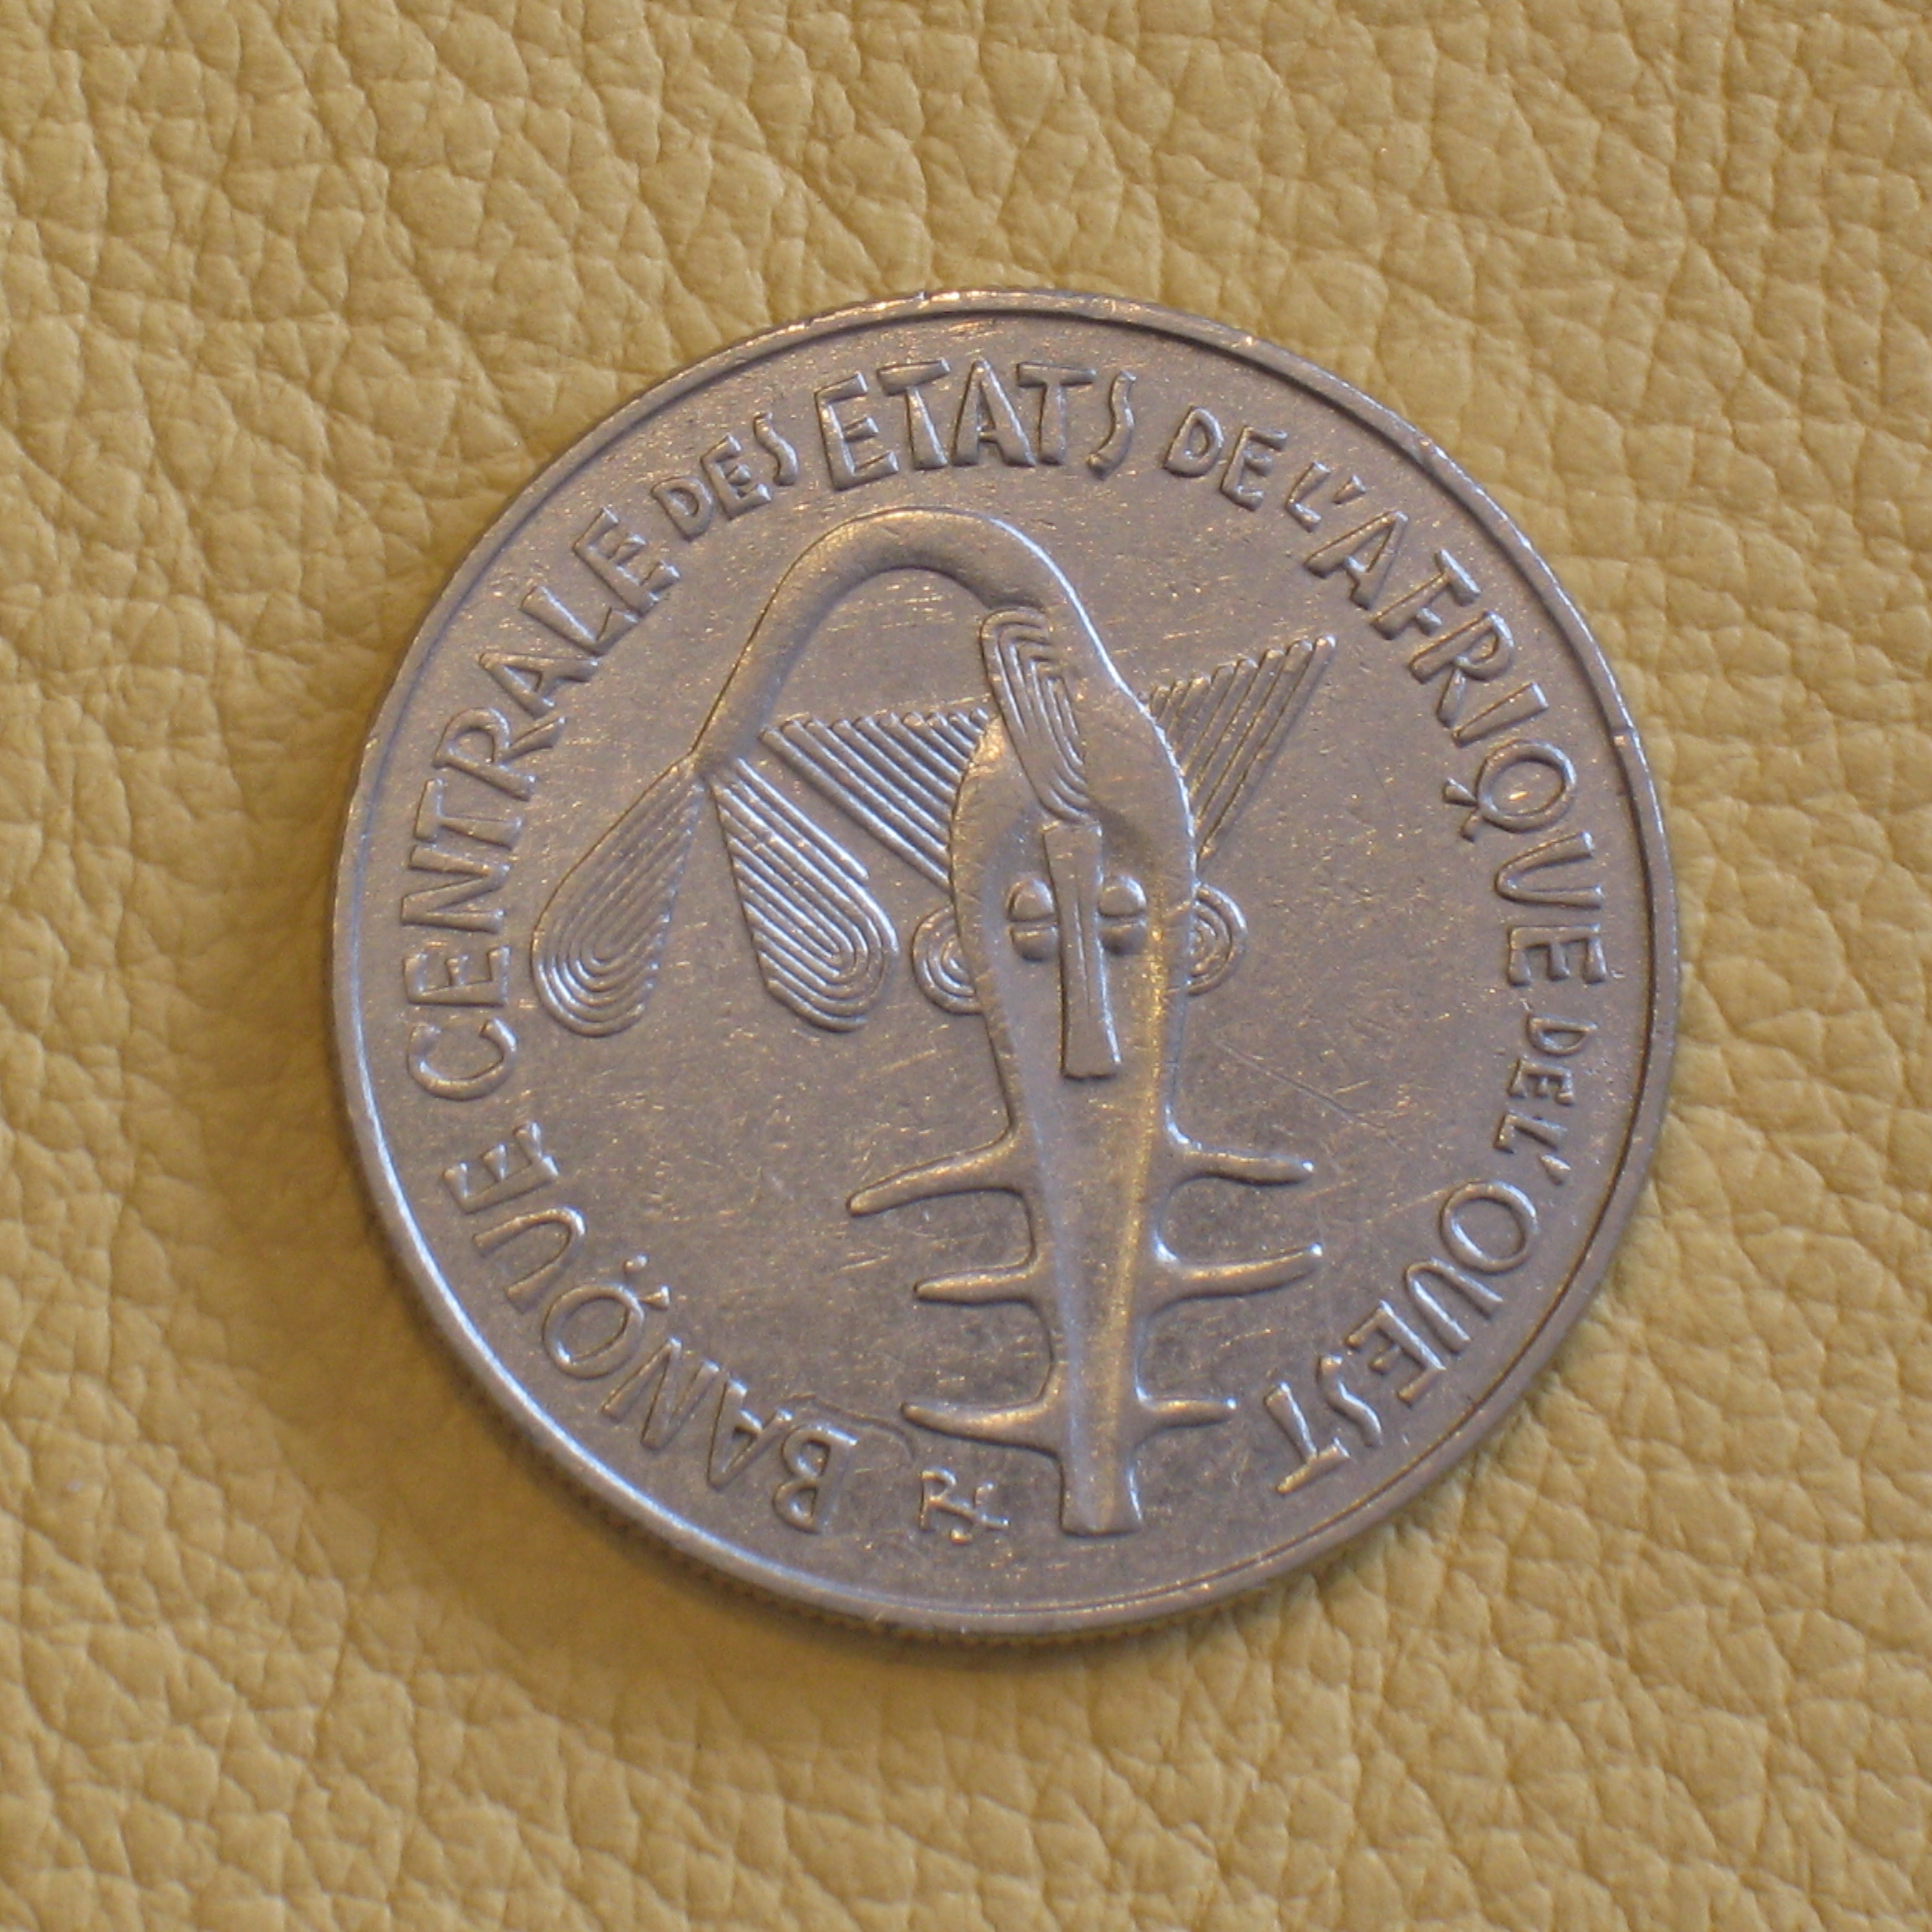 BANQUE CENTRALE DES ETATS DE L'AFRIQUE DE L'OUEST